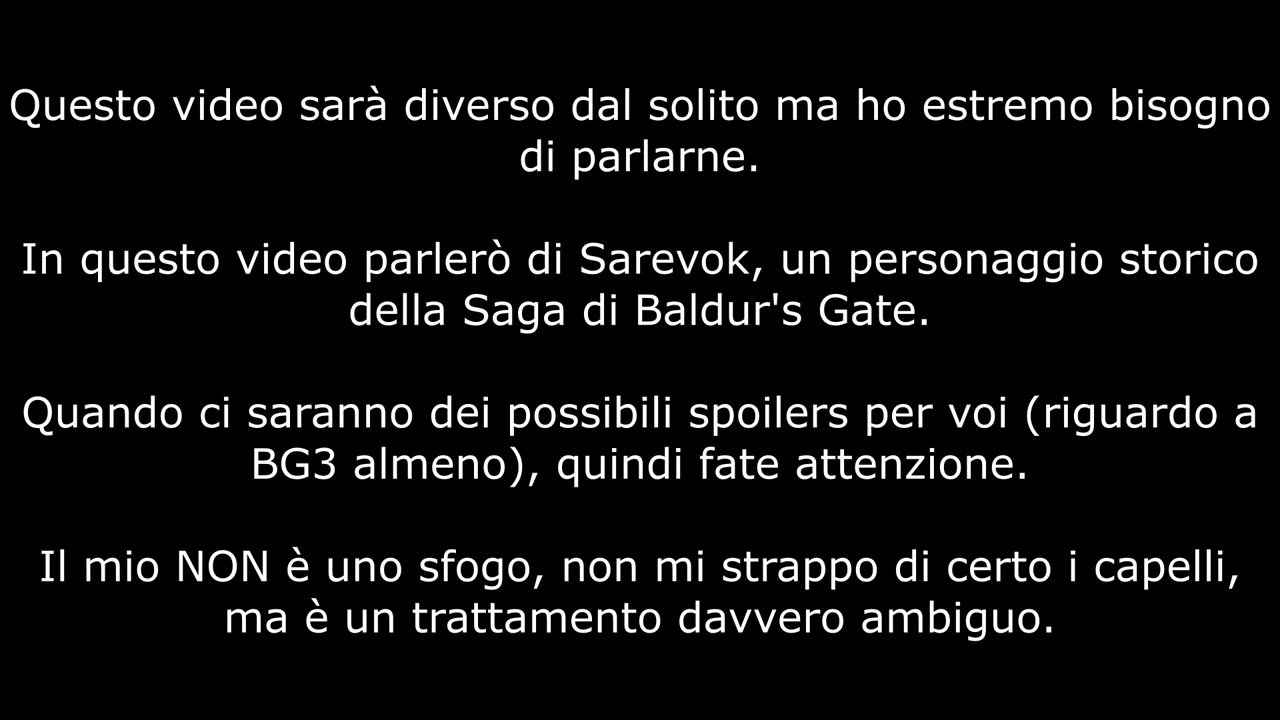 Questo video sarà diverso dal solito ma ho estremo bisogno
di parlarne.
In questo video parlerò di Sarevok, un personaggio storico
della Saga di Baldur's Gate.
Quando ci saranno dei possibili spoilers per voi (riguardo a
BG3 almeno), quindi fate attenzione.
Il mio NON è uno sfogo, non mi strappo di certo i capelli,
ma è un trattamento davvero ambiguo.